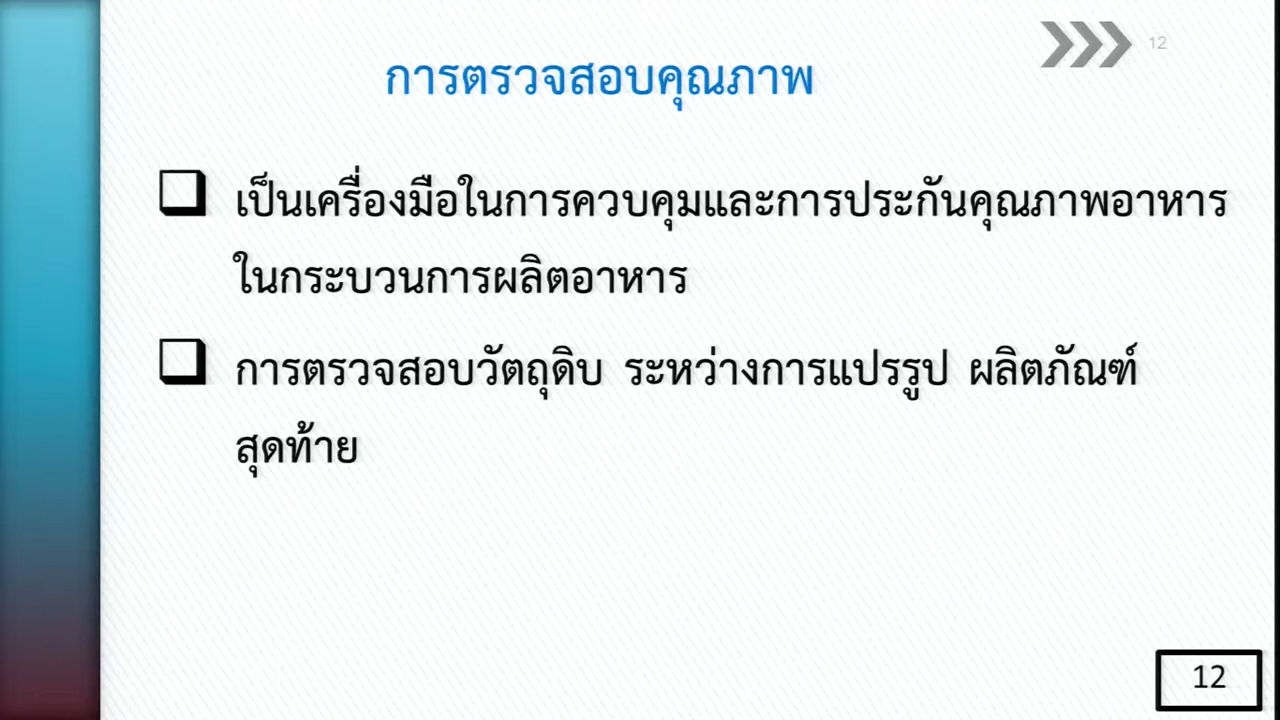 12
การตรวจสอบคุณภาพ
เป็นเครื่องมือในการควบคุมและการประกันคุณภาพอาหาร
ในกระบวนการผลิตอาหาร
การตรวจสอบวัตถุดิบ ระหว่างการแปรรูป ผลิตภัณฑ์
สุดท้าย
12